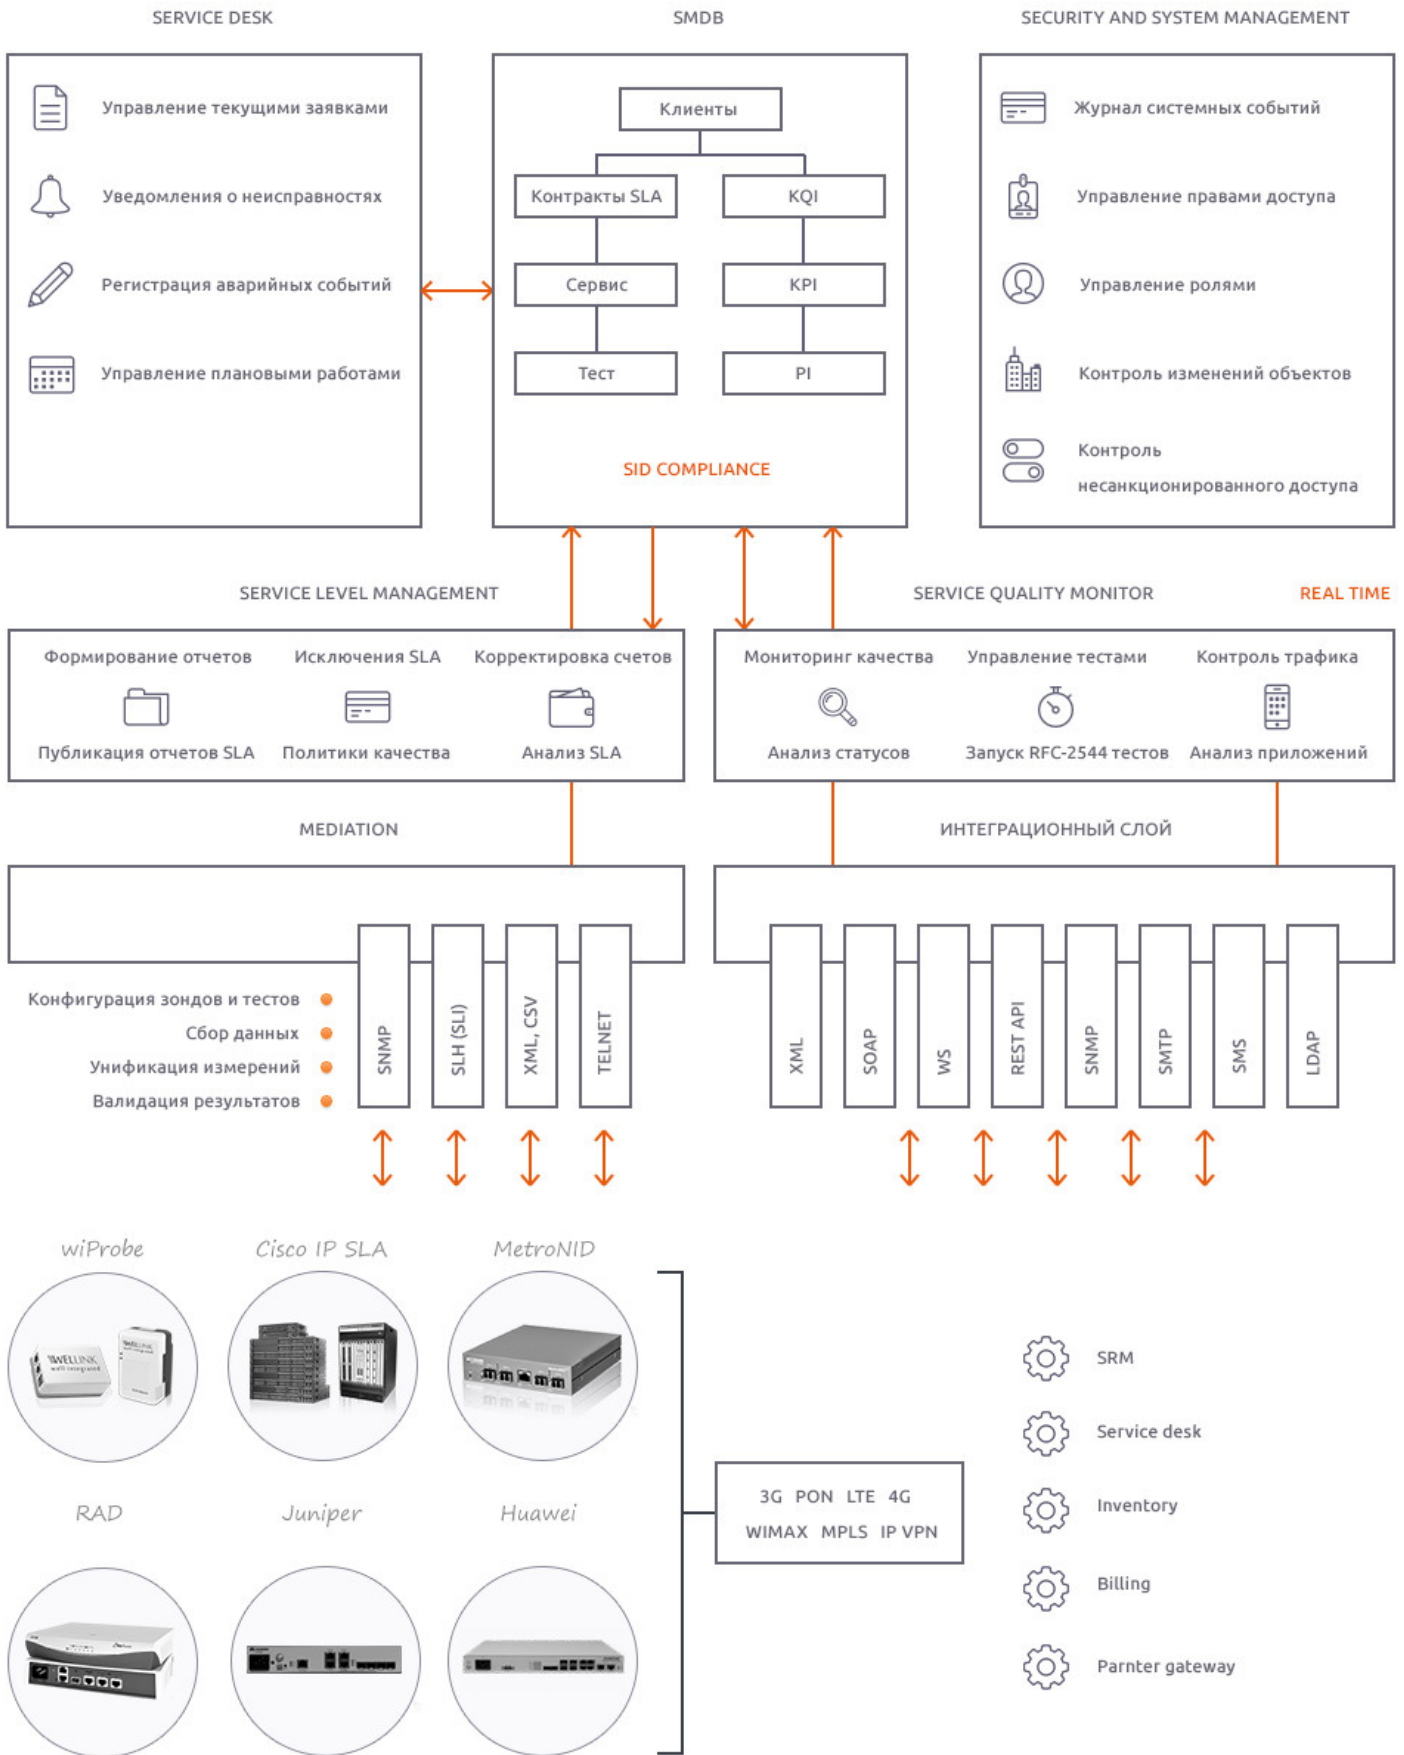 SERVICE DESK
Управление текущими заявками
Уведомления о неисправностях
Регистрация аварийных событий
Управление плановыми работами
SMDB
Клиенты
Контракты SLA
KQI
Сервис
KPI
Тест
PI
SID COMPLIANCE
SECURITY AND SYSTEM MANAGEMENT
Журнал системных событий
Управление правами доступа
Управление ролями
Контроль изменений объектов
Контроль
несанкционированного доступа
SERVICE LEVEL MANAGEMENT
Формирование отчетов
Исключения SLA
Корректировка счетов
Публикация отчетов SLA
Политики качества
Анализ SLA
SERVICE QUALITY MONITOR
REAL TIME
Мониторинг качества
Управление тестами
Контроль трафика
Анализ статусов
Запуск RFC-2544 тестов
Анализ приложений
MEDIATION
Конфигурация зондов и тестов
Сбор данных
Унификация измерений
Валидация результатов
SNMP
SLH (SLI)
XML, CSV
TELNET
ИНТЕГРАЦИОННЫЙ СЛОЙ
XML
SOAP
WS
REST API
SNMP
SMTP
SMS
LDAP
wiProbe
Cisco IP SLA
MetroNID
WELLINK
well integrated
WELLINK
RAD
Juniper
Huawei
3G PON LTE 4G
WIMAX MPLS IP VPN
SRM
Service desk
Inventory
Billing
Parnter gateway